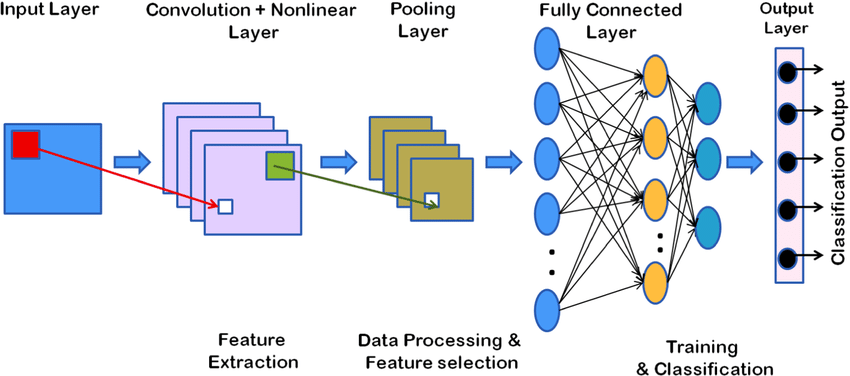 Input Layer
Convolution + Nonlinear
Layer
Pooling
Layer
Fully Connected
Layer
Output
Layer
Classification Output
Feature
Extraction
Data Processing &
Feature selection
Training
& Classification